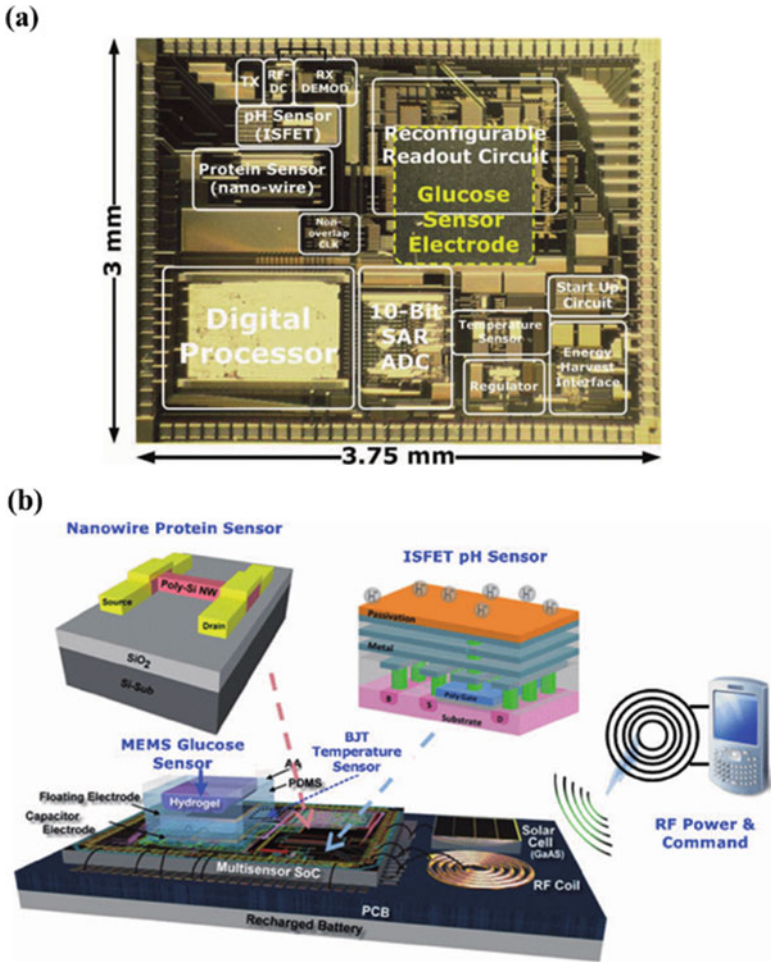 (a)
TX
RF-
DC
RX
DEMOD
pH Sensor
(ISFET)
Protein Sensor
(nano-wire)
Non-
overlap
CLK
Reconfigurable
Readout Circuit
Glucose
Sensor
Electrode
Digital
Processor
10-Bit
SAR
ADC
Temperature
Sensor
Regulator
Start Up
Circuit
Energy
Harvest
Interface
3 mm
3.75 mm
(b)
Nanowire Protein Sensor
Poly-Si NW
Source
Drain
SiO2
Si-Sub
ISFET pH Sensor
H+ H+ H+ H+ H+ H+ H+
Passivation
Metal
Poly Gate
B S D
Substrate
MEMS Glucose
Sensor
BJT
Temperature
Sensor
AA
PDMS
Hydrogel
Floating Electrode
Capacitor
Electrode
Multisensor SoC
Solar
Cell
(GaAS)
RF Coil
PCB
Recharged Battery
RF Power &
Command